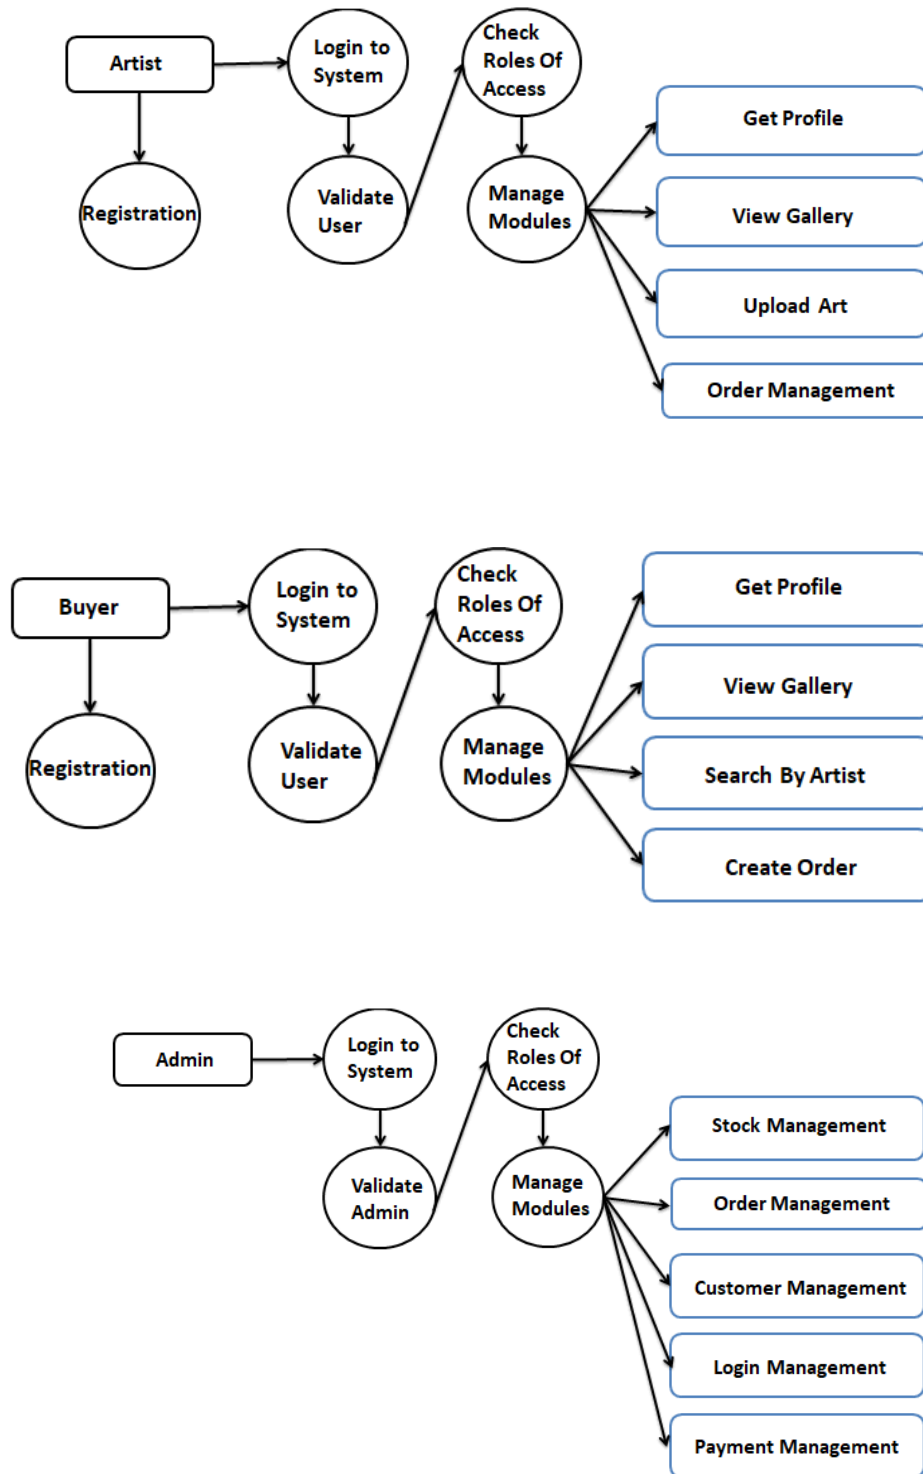 Artist
Login to
System
Check
Roles Of
Access
Registration
Validate
User
Manage
Modules
Get Profile
View Gallery
Upload Art
Order Management
Buyer
Login to
System
Check
Roles Of
Access
Registration
Validate
User
Manage
Modules
Get Profile
View Gallery
Search By Artist
Create Order
Admin
Login to
System
Check
Roles Of
Access
Validate
Admin
Manage
Modules
Stock Management
Order Management
Customer Management
Login Management
Payment Management